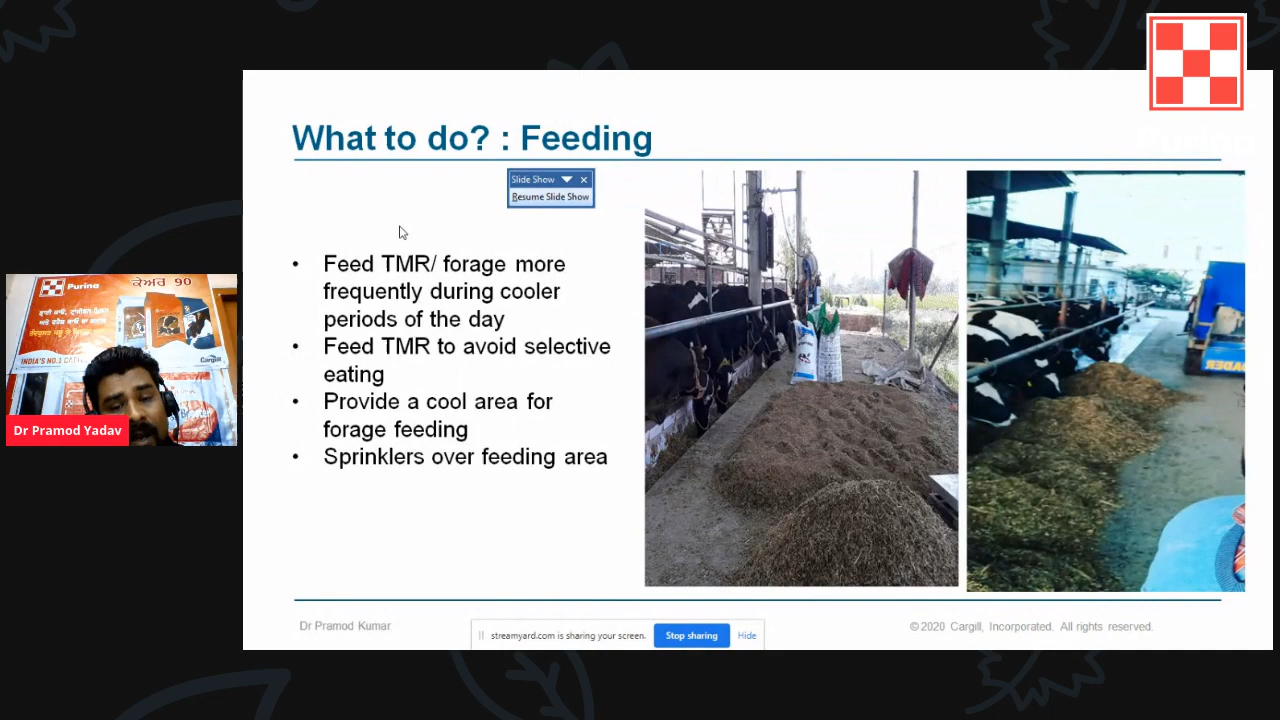 What to do? : Feeding
Slide Show
Resume Slide Show
• Feed TMR/ forage more
frequently during cooler
periods of the day
• Feed TMR to avoid selective
eating
• Provide a cool area for
forage feeding
• Sprinklers over feeding area
Dr Pramod Kumar
© 2020 Cargill, Incorporated. All rights reserved.
streamyard.com is sharing your screen.
Stop sharing
Hide
Purina
ਕੇਅਰ 90
INDIA'S NO.1
Cargill
Dr Pramod Yadav
Purina